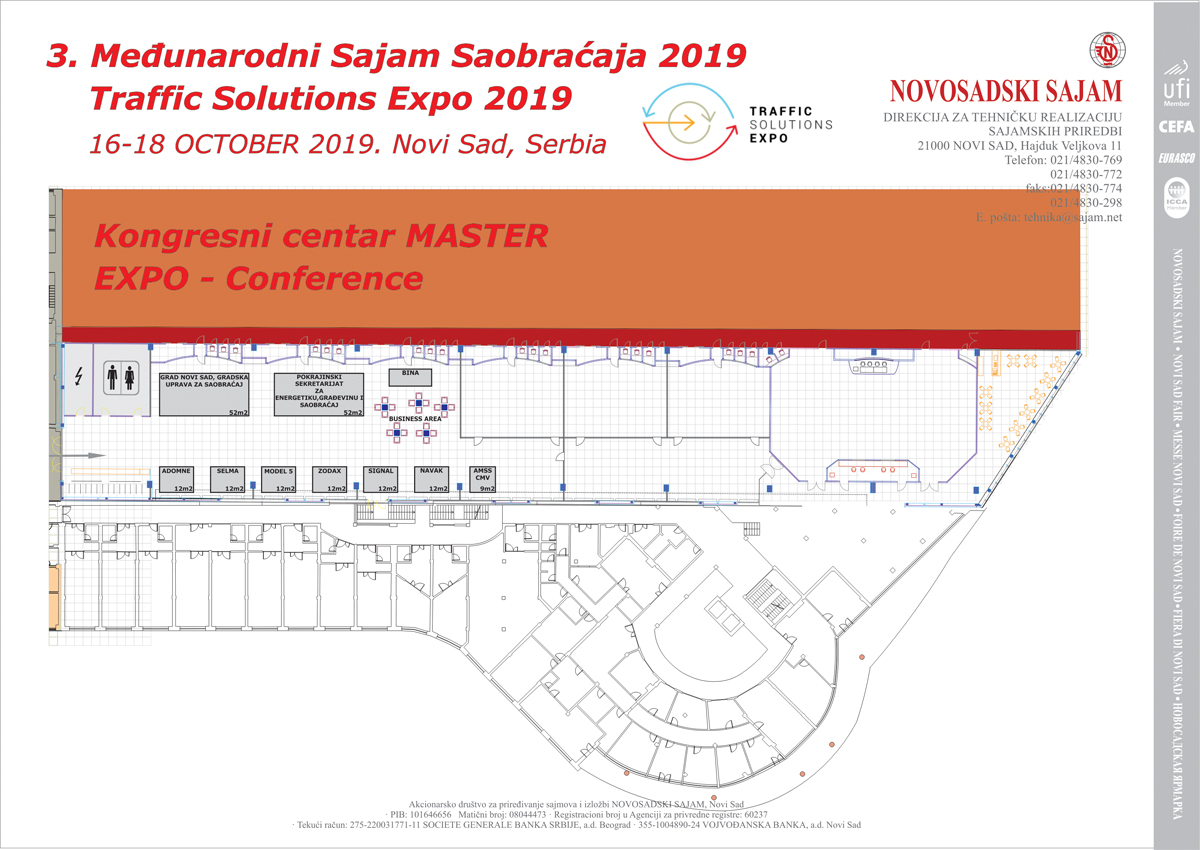 3. Međunarodni Sajam Saobraćaja 2019
Traffic Solutions Expo 2019
16-18 OCTOBER 2019. Novi Sad, Serbia
TRAFFIC
SOLUTIONS
EXPO
NOVOSADSKI SAJAM
DIREKCIJA ZA TEHNIČKU REALIZACIJU
SAJAMSKIH PRIREDBI
21000 NOVI SAD, Hajduk Veljkova 11
Telefon: 021/4830-769
021/4830-772
faks:021/4830-774
021/4830-298
E. pošta: tehnika@sajam.net
ufi
Member
CEFA
EURASCO
ICCA
Member
NOVOSADSKI SAJAM • NOVI SAD FAIR • MESSE NOVI SAD • FOIRE DE NOVI SAD • FIERA DI NOVI SAD • НОВОСАДСКАЯ ЯРМАРКА
Kongresni centar MASTER
EXPO - Conference
GRAD NOVI SAD, GRADSKA
UPRAVA ZA SAOBRAĆAJ
52m2
POKRAJINSKI
SEKRETARIJAT
ZA
ENERGETIKU,GRAĐEVINU I
SAOBRAĆAJ
52m2
BINA
BUSINESS AREA
ADOMNE
12m2
SELMA
12m2
MODEL 5
12m2
ZODAX
12m2
SIGNAL
12m2
NAVAK
12m2
AMSS
CMV
9m2
Akcionarsko društvo za priređivanje sajmova i izložbi NOVOSADSKI SAJAM, Novi Sad
· PIB: 101646656 Matični broj: 08044473 · Registracioni broj u Agenciji za privredne registre: 60237
· Tekući račun: 275-220031771-11 SOCIETE GENERALE BANKA SRBIJE, a.d. Beograd · 355-1004890-24 VOJVOĐANSKA BANKA, a.d. Novi Sad